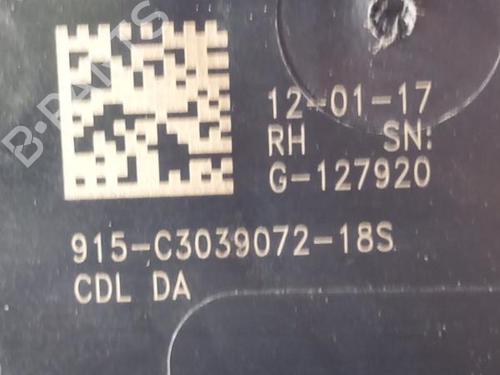 B-PARTS
12-01-17
RH SN:
G-127920
915-C3039072-18S
CDL DA